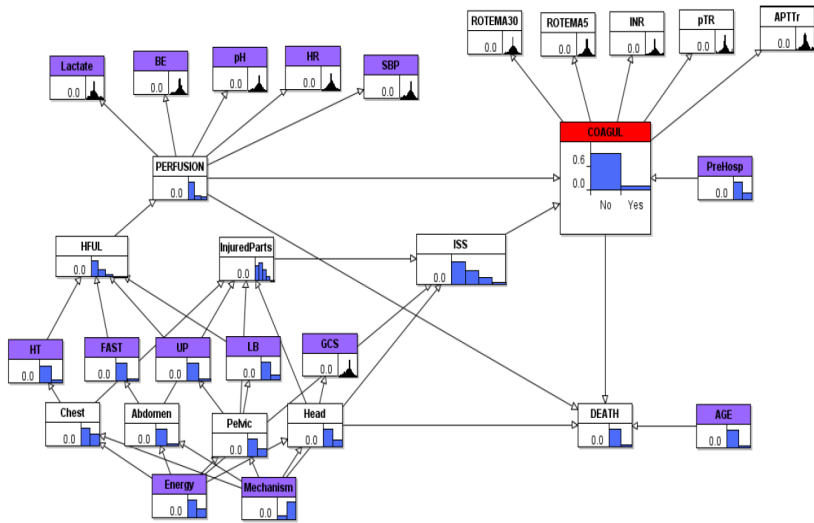 ROTEMA30
ROTEMA5
INR
pTR
APTTr
0.0
0.0
0.0
0.0
0.0
Lactate
BE
pH
HR
SBP
0.0
0.0
0.0
0.0
0.0
COAGUL
0.6
0.0
No Yes
PERFUSION
0.0
PreHosp
0.0
HFUL
0.0
InjuredParts
0.0
ISS
0.0
HT
FAST
UP
LB
GCS
0.0
0.0
0.0
0.0
0.0
Chest
Abdomen
Pelvic
Head
0.0
0.0
0.0
0.0
DEATH
0.0
AGE
0.0
Energy
0.0
Mechanism
0.0